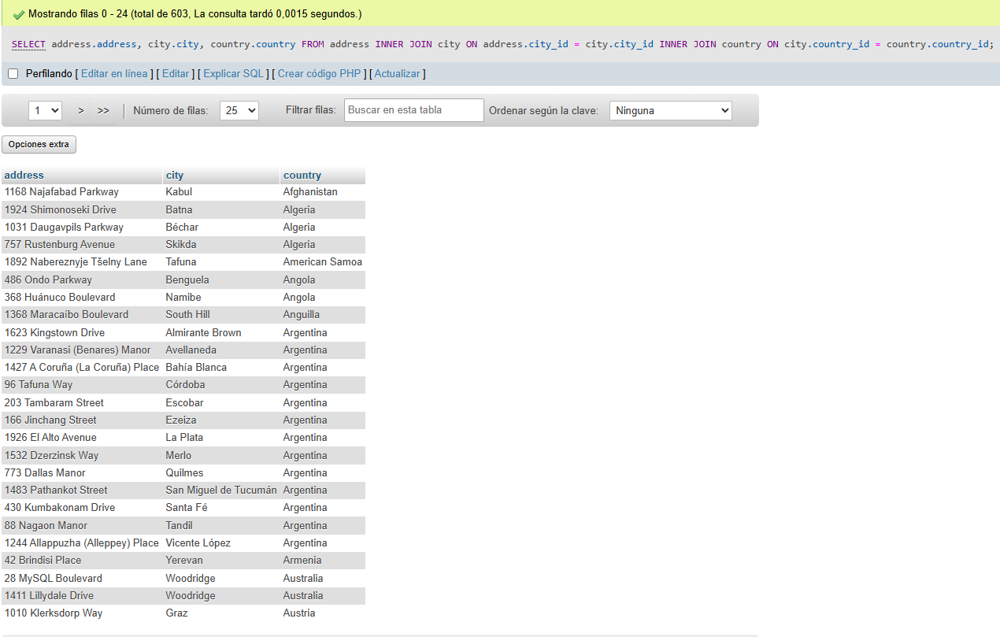 Mostrando filas 0 - 24 (total de 603, La consulta tardó 0,0015 segundos.)
SELECT address.address, city.city, country.country FROM address INNER JOIN city ON address.city_id = city.city_id INNER JOIN country ON city.country_id = country.country_id;
Perfilando [ Editar en línea ] [ Editar ] [ Explicar SQL ] [ Crear código PHP ] [ Actualizar ]
1 > >> | Número de filas: 25 Filtrar filas: Buscar en esta tabla Ordenar según la clave: Ninguna
Opciones extra
address city country
1168 Najafabad Parkway Kabul Afghanistan
1924 Shimonoseki Drive Batna Algeria
1031 Daugavpils Parkway Béchar Algeria
757 Rustenburg Avenue Skikda Algeria
1892 Nabereznyje Tšelny Lane Tafuna American Samoa
486 Ondo Parkway Benguela Angola
368 Huánuco Boulevard Namibe Angola
1368 Maracaíbo Boulevard South Hill Anguilla
1623 Kingstown Drive Almirante Brown Argentina
1229 Varanasi (Benares) Manor Avellaneda Argentina
1427 A Coruña (La Coruña) Place Bahía Blanca Argentina
96 Tafuna Way Córdoba Argentina
203 Tambaram Street Escobar Argentina
166 Jinchang Street Ezeiza Argentina
1926 El Alto Avenue La Plata Argentina
1532 Dzerzinsk Way Merlo Argentina
773 Dallas Manor Quilmes Argentina
1483 Pathankot Street San Miguel de Tucumán Argentina
430 Kumbakonam Drive Santa Fé Argentina
88 Nagaon Manor Tandil Argentina
1244 Allappuzha (Alleppey) Place Vicente López Argentina
42 Brindisi Place Yerevan Armenia
28 MySQL Boulevard Woodridge Australia
1411 Lillydale Drive Woodridge Australia
1010 Klerksdorp Way Graz Austria